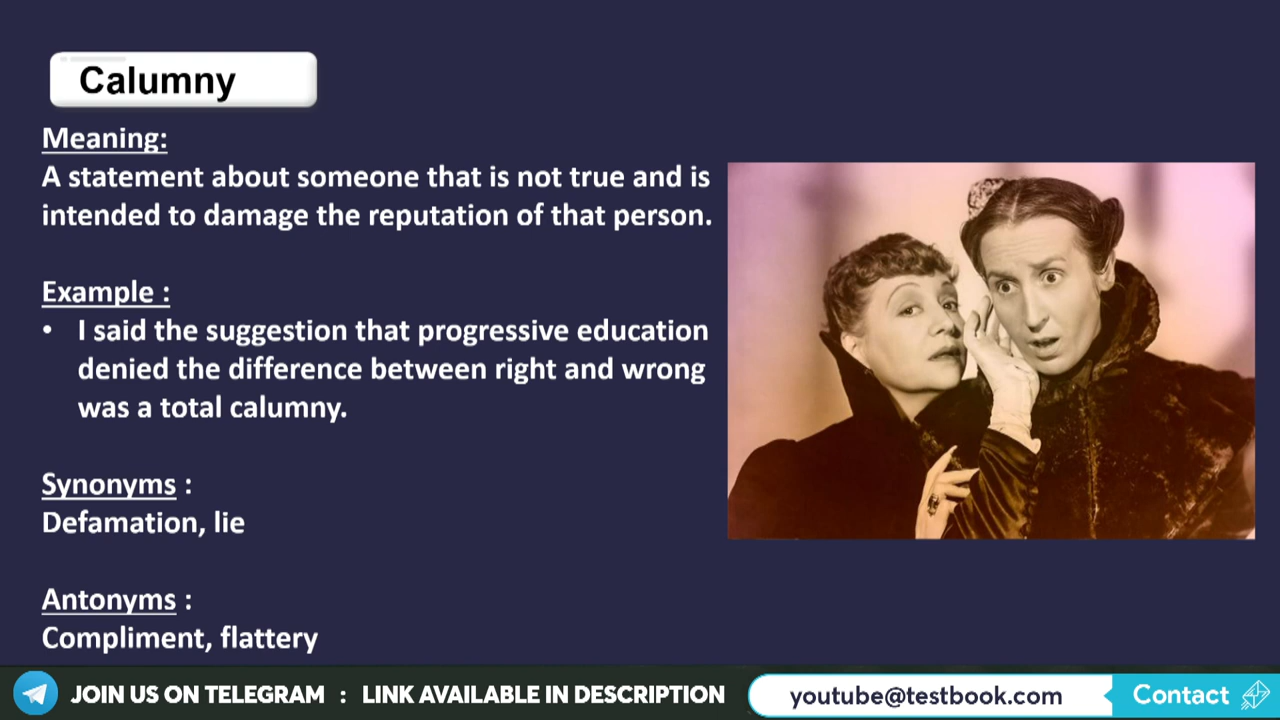 Calumny
Meaning:
A statement about someone that is not true and is
intended to damage the reputation of that person.
Example :
• I said the suggestion that progressive education
denied the difference between right and wrong
was a total calumny.
Synonyms :
Defamation, lie
Antonyms :
Compliment, flattery
JOIN US ON TELEGRAM : LINK AVAILABLE IN DESCRIPTION
youtube@testbook.com
Contact